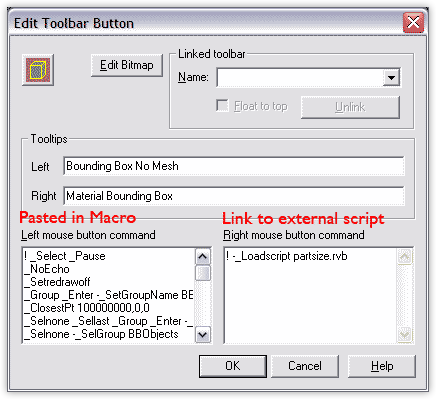 Edit Toolbar Button
Edit Bitmap
Linked toolbar
Name:
Float to top
Unlink
Tooltips
Left
Bounding Box No Mesh
Right
Material Bounding Box
Pasted in Macro
Link to external script
Left mouse button command
Right mouse button command
! _Select _Pause
_NoEcho
_Setredrawoff
_Group _Enter -_SetGroupName BE
_ClosestPt 100000000,0,0
_Selnone _Sellast _Group _Enter -_
_Selnone -_SelGroup BBObjects
! -_Loadscript partsize.rvb
OK
Cancel
Help